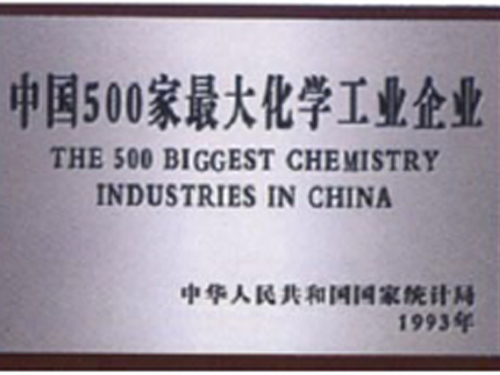 中国500家最大化学工业企业
THE 500 BIGGEST CHEMISTRY
INDUSTRIES IN CHINA
中华人民共和国国家统计局
1993年